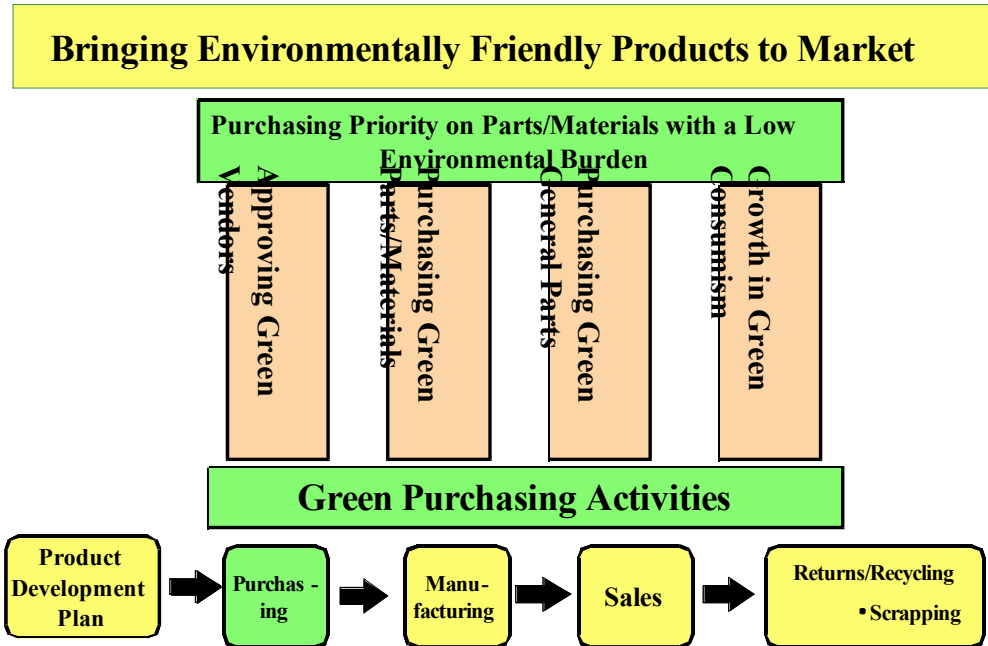 Bringing Environmentally Friendly Products to Market
Purchasing Priority on Parts/Materials with a Low
Environmental Burden
Approving Green
Vendors
Purchasing Green
Parts/Materials
Purchasing Green
General Parts
Growth in Green
Consumism
Green Purchasing Activities
Product
Development
Plan
Purchas -
ing
Manu-
facturing
Sales
Returns/Recycling
• Scrapping